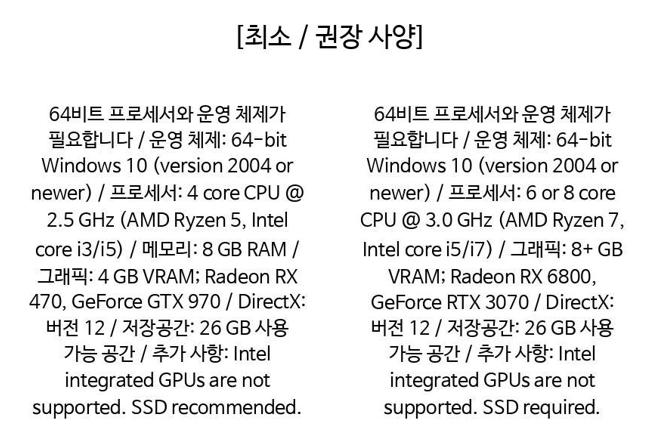 [최소 / 권장 사양]
64비트 프로세서와 운영 체제가
필요합니다 / 운영 체제: 64-bit
Windows 10 (version 2004 or
newer) / 프로세서: 4 core CPU @
2.5 GHz (AMD Ryzen 5, Intel
core i3/i5) / 메모리: 8 GB RAM /
그래픽: 4 GB VRAM; Radeon RX
470, GeForce GTX 970 / DirectX:
버전 12 / 저장공간: 26 GB 사용
가능 공간 / 추가 사항: Intel
integrated GPUs are not
supported. SSD recommended.
64비트 프로세서와 운영 체제가
필요합니다 / 운영 체제: 64-bit
Windows 10 (version 2004 or
newer) / 프로세서: 6 or 8 core
CPU @ 3.0 GHz (AMD Ryzen 7,
Intel core i5/i7) / 그래픽: 8+ GB
VRAM; Radeon RX 6800,
GeForce RTX 3070 / DirectX:
버전 12 / 저장공간: 26 GB 사용
가능 공간 / 추가 사항: Intel
integrated GPUs are not
supported. SSD required.